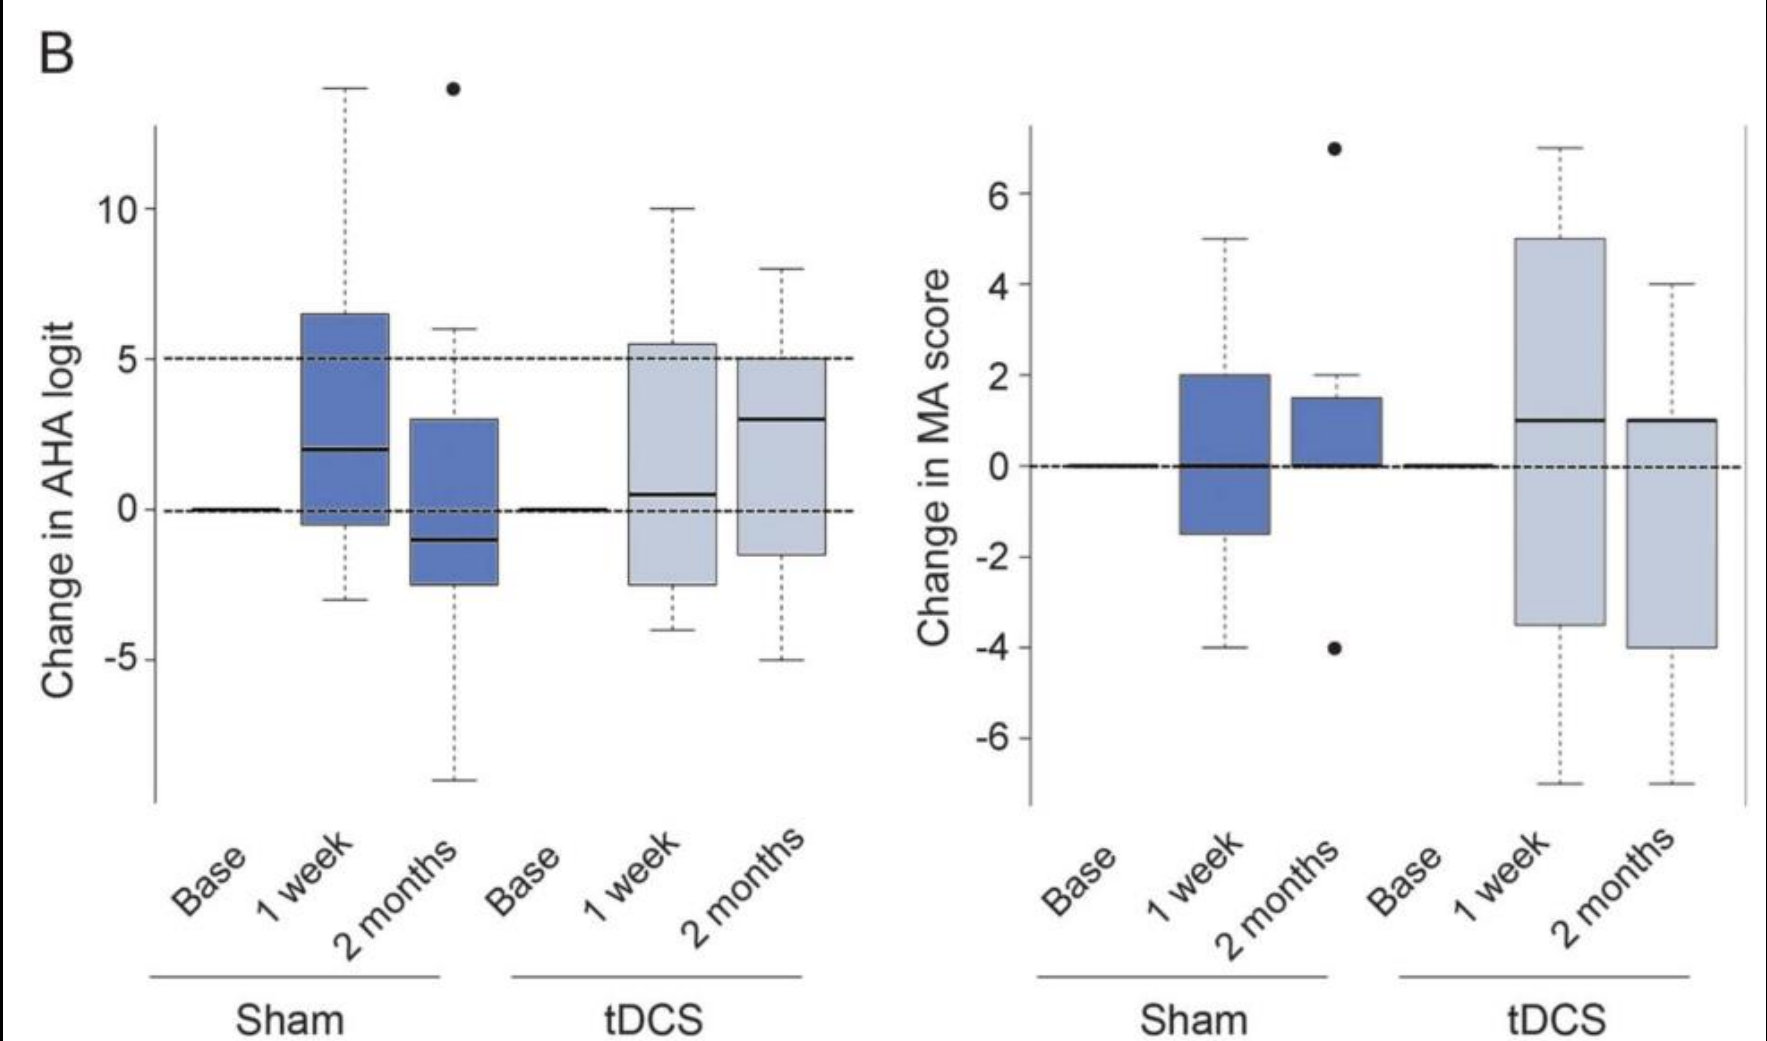 B
Change in AHA logit
10
5
0
-5
Base
1 week
2 months
Base
1 week
2 months
Sham
tDCS
Change in MA score
6
4
2
0
-2
-4
-6
Base
1 week
2 months
Base
1 week
2 months
Sham
tDCS